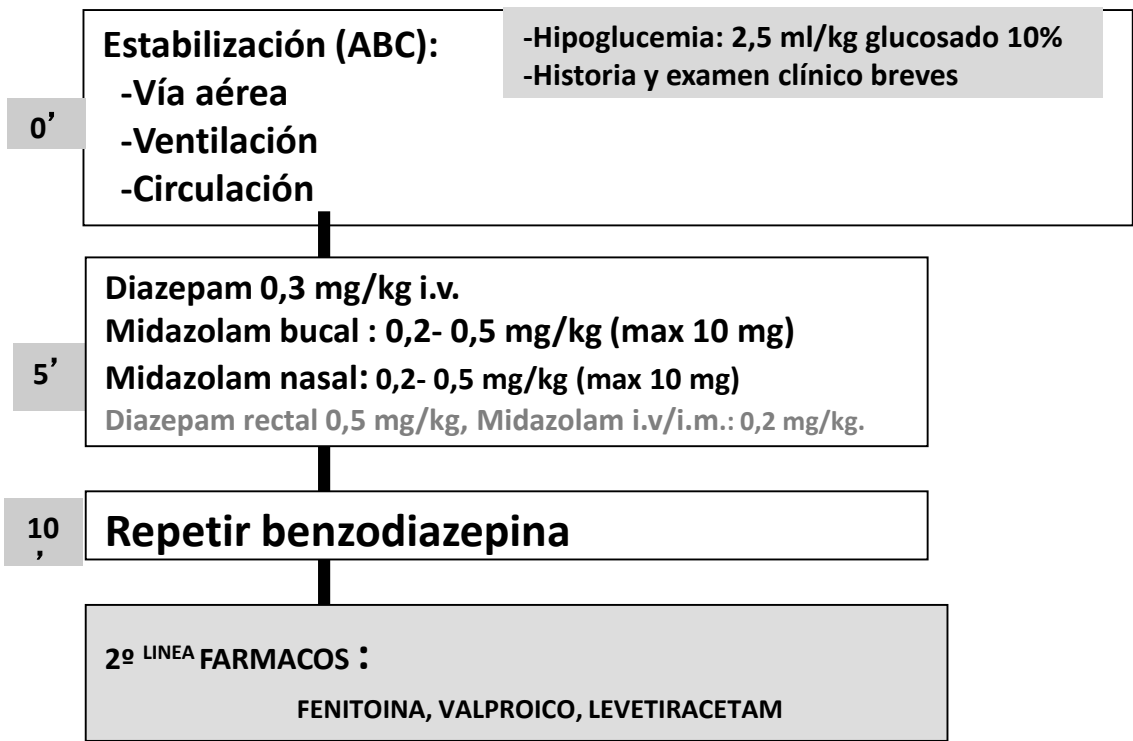 Estabilización (ABC):
-Vía aérea
-Ventilación
-Circulación
-Hipoglucemia: 2,5 ml/kg glucosado 10%
-Historia y examen clínico breves
0’
Diazepam 0,3 mg/kg i.v.
Midazolam bucal : 0,2- 0,5 mg/kg (max 10 mg)
Midazolam nasal: 0,2- 0,5 mg/kg (max 10 mg)
Diazepam rectal 0,5 mg/kg, Midazolam i.v/i.m.: 0,2 mg/kg.
5’
10
’
Repetir benzodiazepina
2º LINEA FARMACOS :
FENITOINA, VALPROICO, LEVETIRACETAM